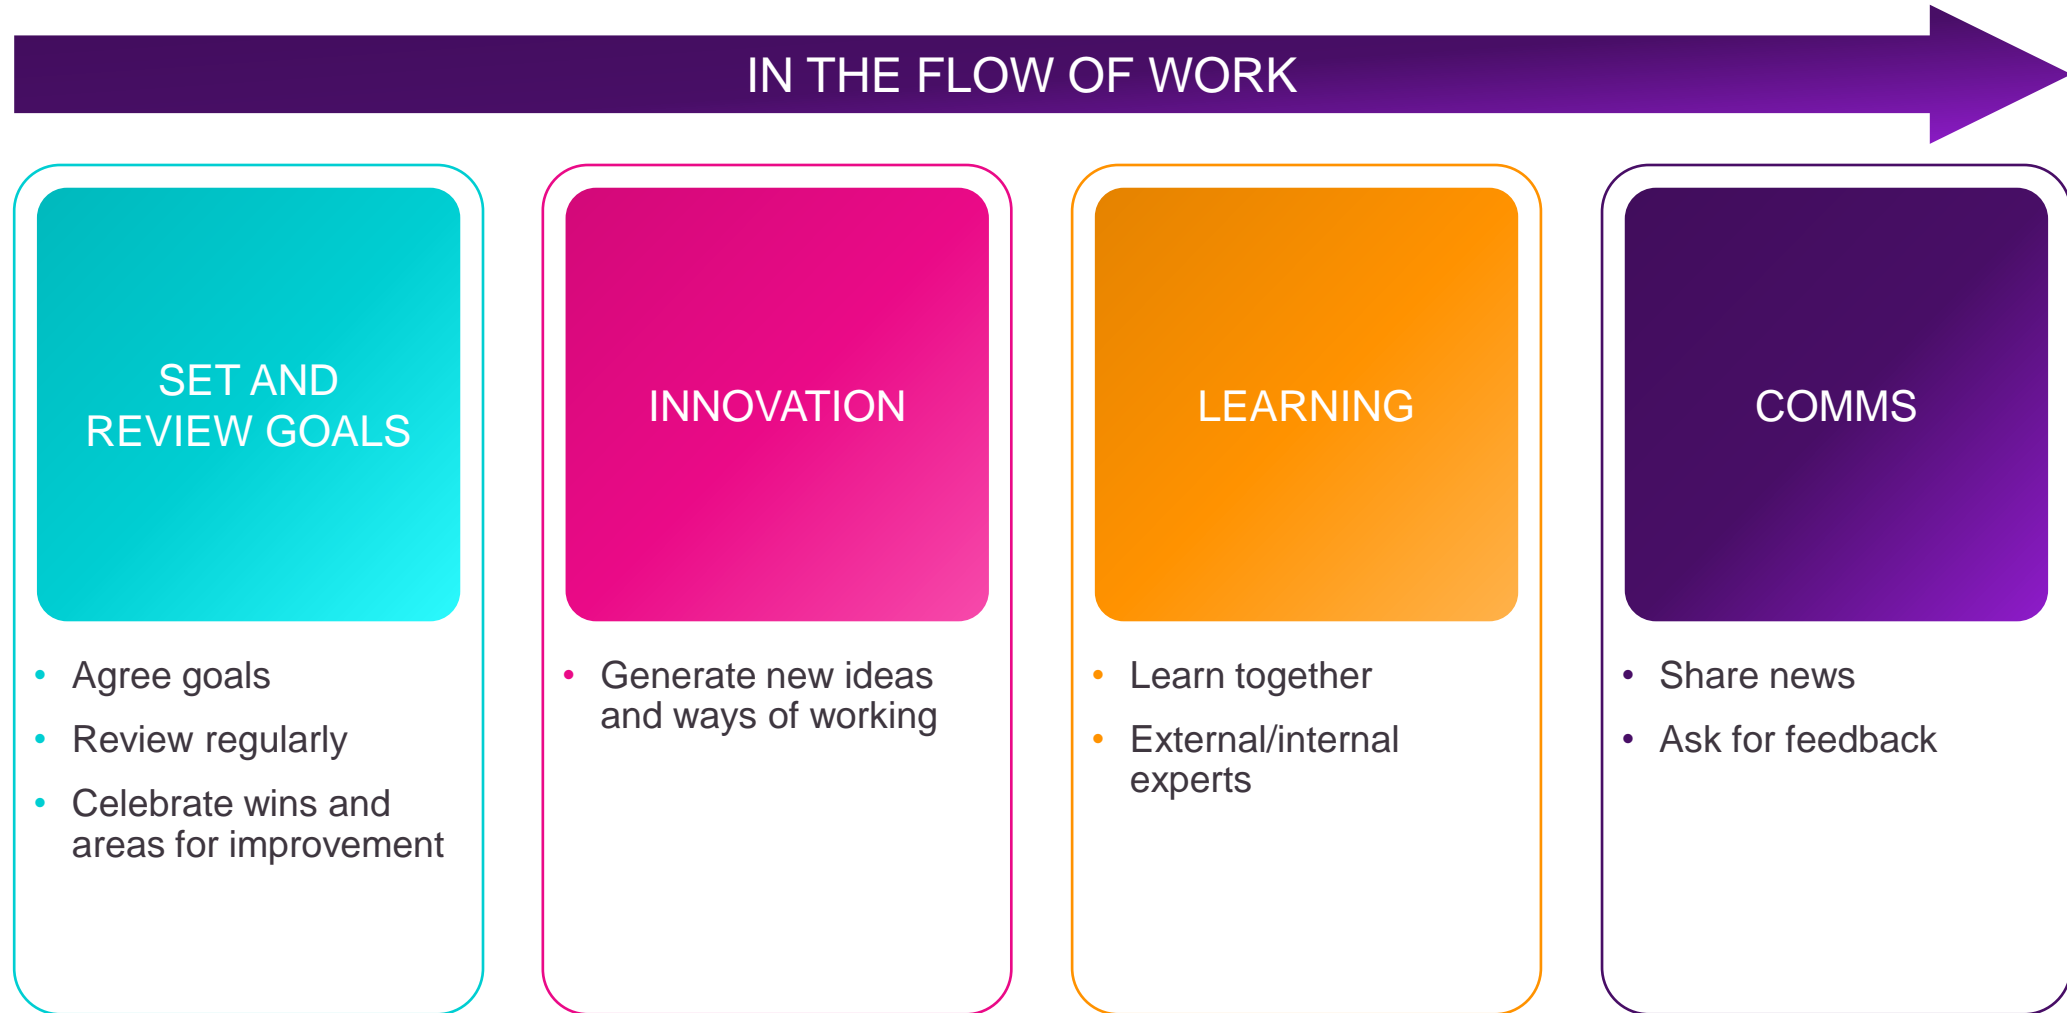 IN THE FLOW OF WORK
SET AND
REVIEW GOALS
• Agree goals
• Review regularly
• Celebrate wins and
areas for improvement
INNOVATION
• Generate new ideas
and ways of working
LEARNING
• Learn together
• External/internal
experts
COMMS
• Share news
• Ask for feedback